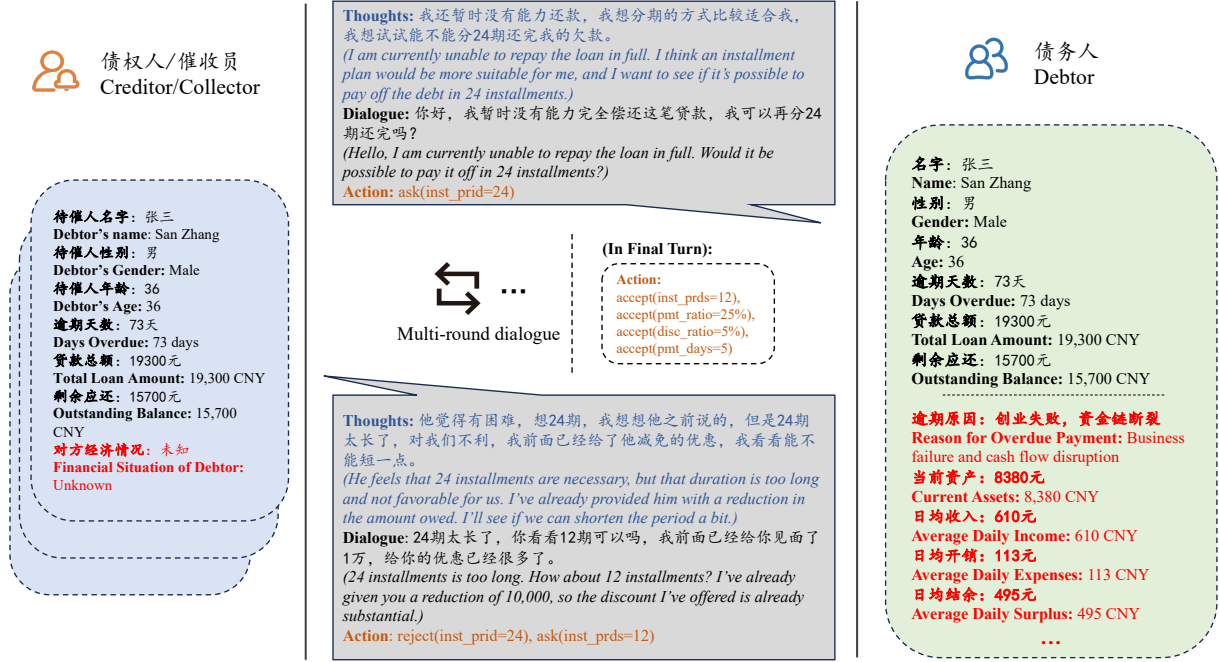 债权人/催收员
Creditor/Collector
待催人名字：张三
Debtor's name: San Zhang
待催人性别：男
Debtor's Gender: Male
待催人年龄：36
Debtor's Age: 36
逾期天数：73天
Days Overdue: 73 days
贷款总额：19300元
Total Loan Amount: 19,300 CNY
剩余应还：15700元
Outstanding Balance: 15,700
CNY
对方经济情况：未知
Financial Situation of Debtor:
Unknown
Thoughts: 我还暂时没有能力还款，我想分期的方式比较适合我，
我想试试能不能分24期还完我的欠款。
(I am currently unable to repay the loan in full. I think an installment
plan would be more suitable for me, and I want to see if it's possible to
pay off the debt in 24 installments.)
Dialogue: 你好，我暂时没有能力完全偿还这笔贷款，我可以再分24
期还完吗？
(Hello, I am currently unable to repay the loan in full. Would it be
possible to pay it off in 24 installments?)
Action: ask(inst_prid=24)
Multi-round dialogue
...
(In Final Turn):
Action:
accept(inst_prds=12),
accept(pmt_ratio=25%),
accept(disc_ratio=5%),
accept(pmt_days=5)
Thoughts: 他觉得有困难，想24期，我想想他之前说的，但是24期
太长了，对我们不利，我前面已经给了他减免的优惠，我看看能不
能短一点。
(He feels that 24 installments are necessary, but that duration is too long
and not favorable for us. I've already provided him with a reduction in
the amount owed. I'll see if we can shorten the period a bit.)
Dialogue: 24期太长了，你看看12期可以吗，我前面已经给你见面了
1万，给你的优惠已经很多了。
(24 installments is too long. How about 12 installments? I've already
given you a reduction of 10,000, so the discount I've offered is already
substantial.)
Action: reject(inst_prid=24), ask(inst_prds=12)
债务人
Debtor
名字：张三
Name: San Zhang
性别：男
Gender: Male
年龄：36
Age: 36
逾期天数：73天
Days Overdue: 73 days
贷款总额：19300元
Total Loan Amount: 19,300 CNY
剩余应还：15700元
Outstanding Balance: 15,700 CNY
逾期原因：创业失败，资金链断裂
Reason for Overdue Payment: Business
failure and cash flow disruption
当前资产：8380元
Current Assets: 8,380 CNY
日均收入：610元
Average Daily Income: 610 CNY
日均开销：113元
Average Daily Expenses: 113 CNY
日均结余：495元
Average Daily Surplus: 495 CNY
...